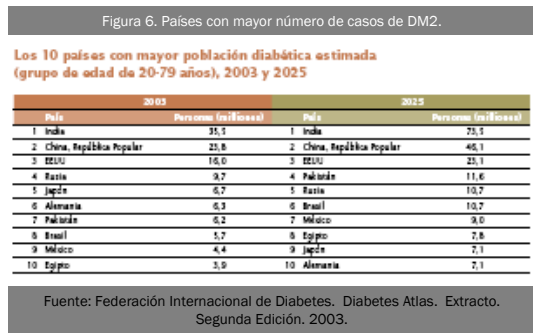 Figura 6. Países con mayor número de casos de DM2.
Los 10 países con mayor población diabética estimada
(grupo de edad de 20-79 años), 2003 y 2025
2003 2025
País Personas (millones) País Personas (millones)
1 India 35,5 1 India 73,5
2 China, República Popular 23,8 2 China, República Popular 46,1
3 EEUU 16,0 3 EEUU 23,1
4 Rusia 9,7 4 Pakistán 11,6
5 Japón 6,7 5 Rusia 10,7
6 Alemania 6,3 6 Brasil 10,7
7 Pakistán 6,2 7 México 9,0
8 Brasil 5,7 8 Egipto 7,8
9 México 4,4 9 Japón 7,1
10 Egipto 3,9 10 Alemania 7,1
Fuente: Federación Internacional de Diabetes. Diabetes Atlas. Extracto.
Segunda Edición. 2003.